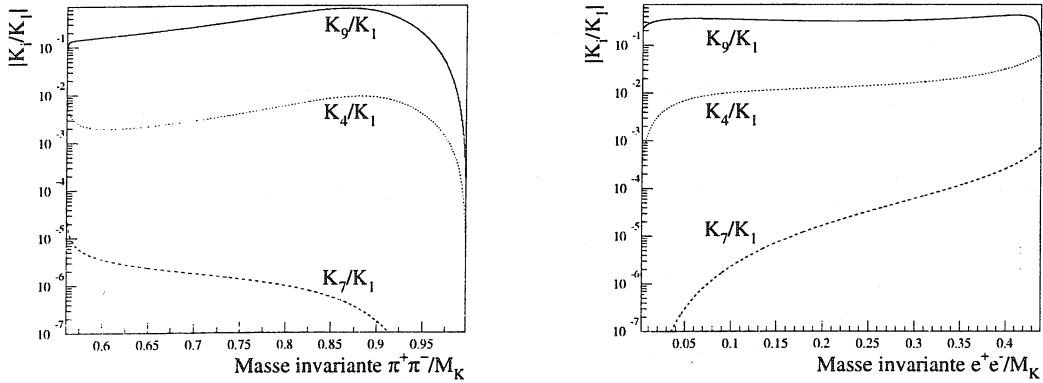 |K_i/K_1|
10^-1
10^-2
10^-3
10^-4
10^-5
10^-6
10^-7
K_9/K_1
K_4/K_1
K_7/K_1
0.6 0.65 0.7 0.75 0.8 0.85 0.9 0.95
Masse invariante π^+π^-/M_K
|K_i/K_1|
10^-1
10^-2
10^-3
10^-4
10^-5
10^-6
10^-7
K_9/K_1
K_4/K_1
K_7/K_1
0.05 0.1 0.15 0.2 0.25 0.3 0.35 0.4
Masse invariante e^+e^-/M_K